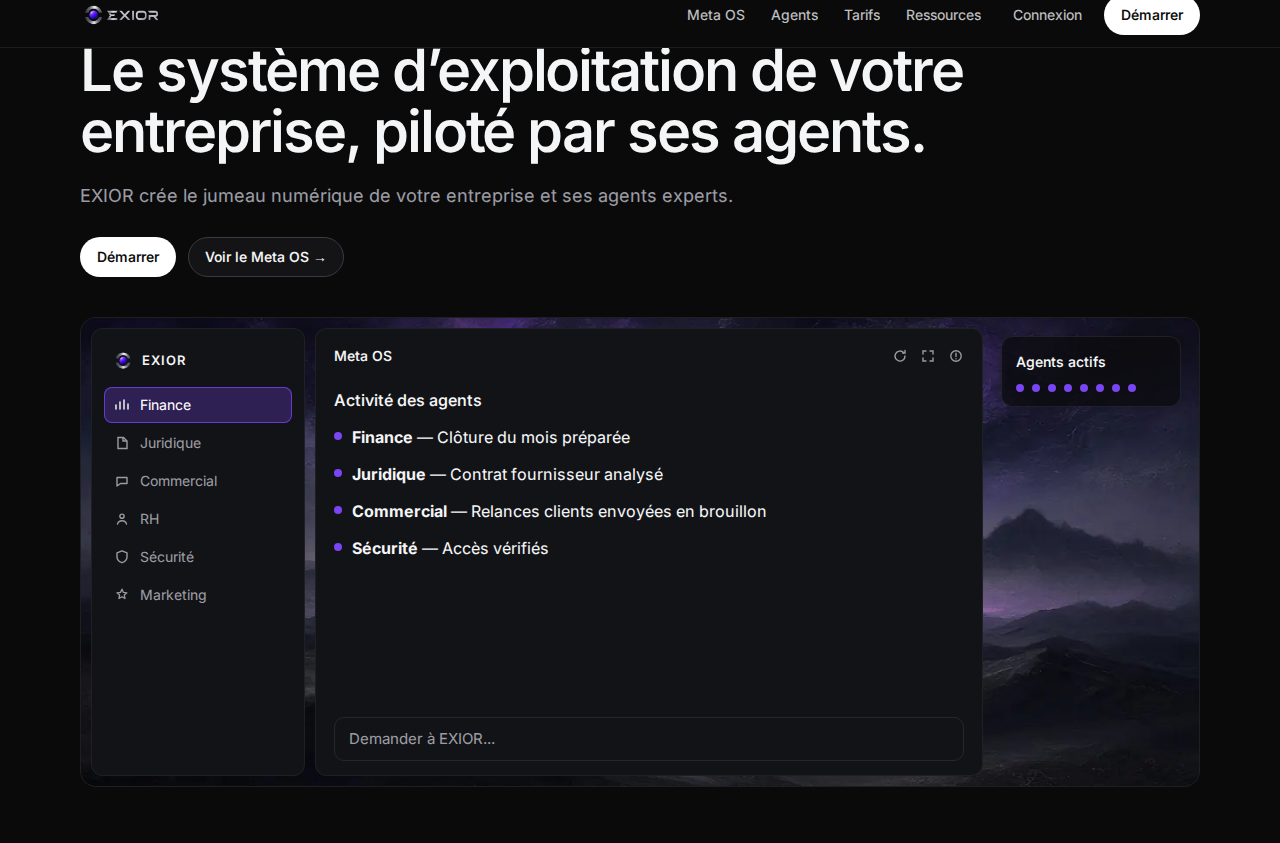 EXIOR
Meta OS
Agents
Tarifs
Ressources
Connexion
Démarrer
Le système d’exploitation de votre
entreprise, piloté par ses agents.
EXIOR crée le jumeau numérique de votre entreprise et ses agents experts.
Démarrer
Voir le Meta OS →
EXIOR
Finance
Juridique
Commercial
RH
Sécurité
Marketing
Meta OS
Activité des agents
Finance — Clôture du mois préparée
Juridique — Contrat fournisseur analysé
Commercial — Relances clients envoyées en brouillon
Sécurité — Accès vérifiés
Demander à EXIOR...
Agents actifs